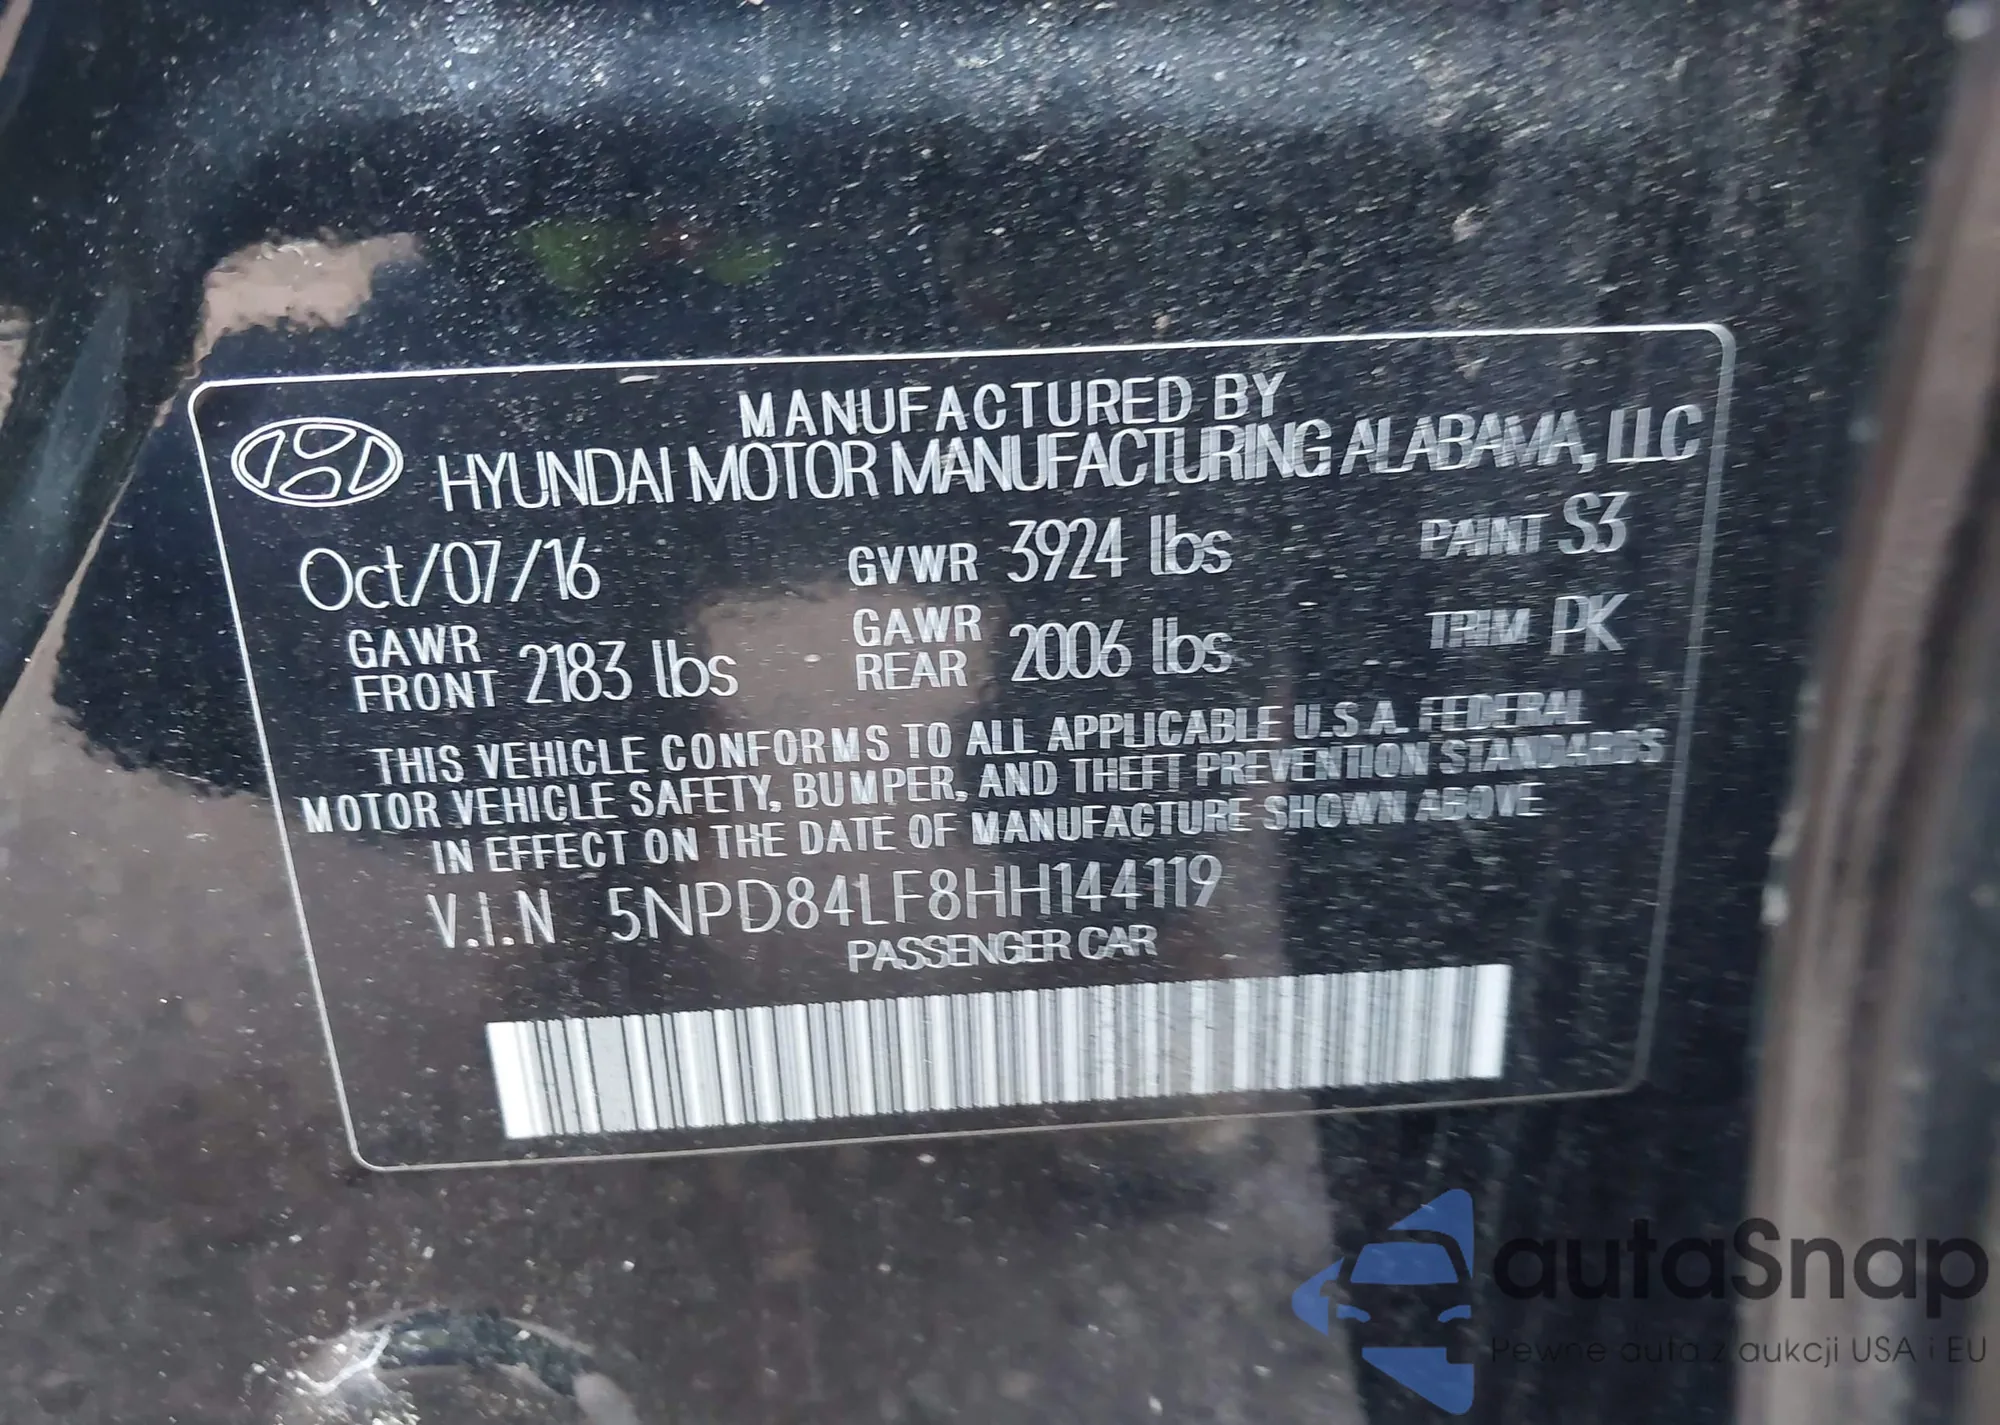 MANUFACTURED BY
HYUNDAI MOTOR MANUFACTURING ALABAMA, LLC
Oct/07/16 GVWR 3924 lbs PAINT S3
GAWR FRONT 2183 lbs GAWR REAR 2006 lbs TRIM PK
THIS VEHICLE CONFORMS TO ALL APPLICABLE U.S.A. FEDERAL
MOTOR VEHICLE SAFETY, BUMPER, AND THEFT PREVENTION STANDARDS
IN EFFECT ON THE DATE OF MANUFACTURE SHOWN ABOVE
V.I.N 5NPD84LF8HH144119
PASSENGER CAR
autaSnap
Pewne auta z aukcji USA i EU